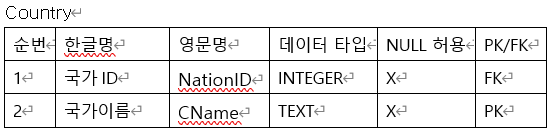 Country
순번 한글명 영문명 데이터 타입 NULL 허용 PK/FK
1 국가 ID NationID INTEGER X FK
2 국가이름 CName TEXT X PK